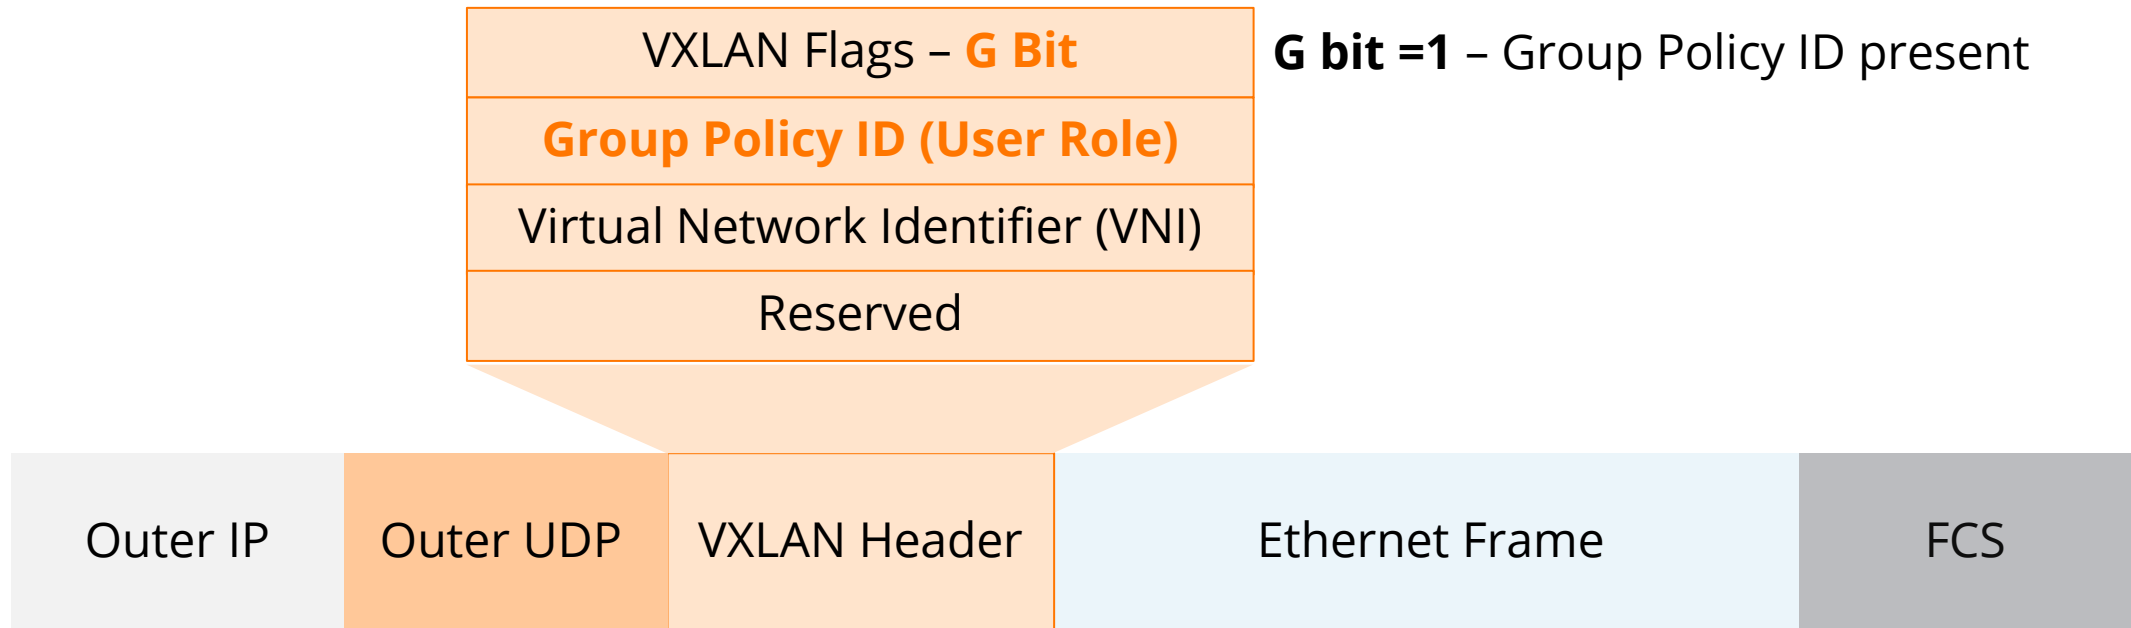 VXLAN Flags – G Bit
G bit =1 – Group Policy ID present
Group Policy ID (User Role)
Virtual Network Identifier (VNI)
Reserved
Outer IP
Outer UDP
VXLAN Header
Ethernet Frame
FCS